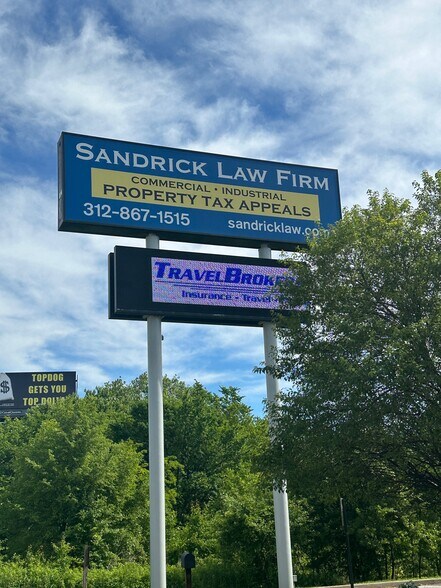 SANDRICK LAW FIRM
COMMERCIAL • INDUSTRIAL
PROPERTY TAX APPEALS
312-867-1515 sandricklaw.com
Insurance - Travel
$
TOPDOG
GETS YOU
TOP